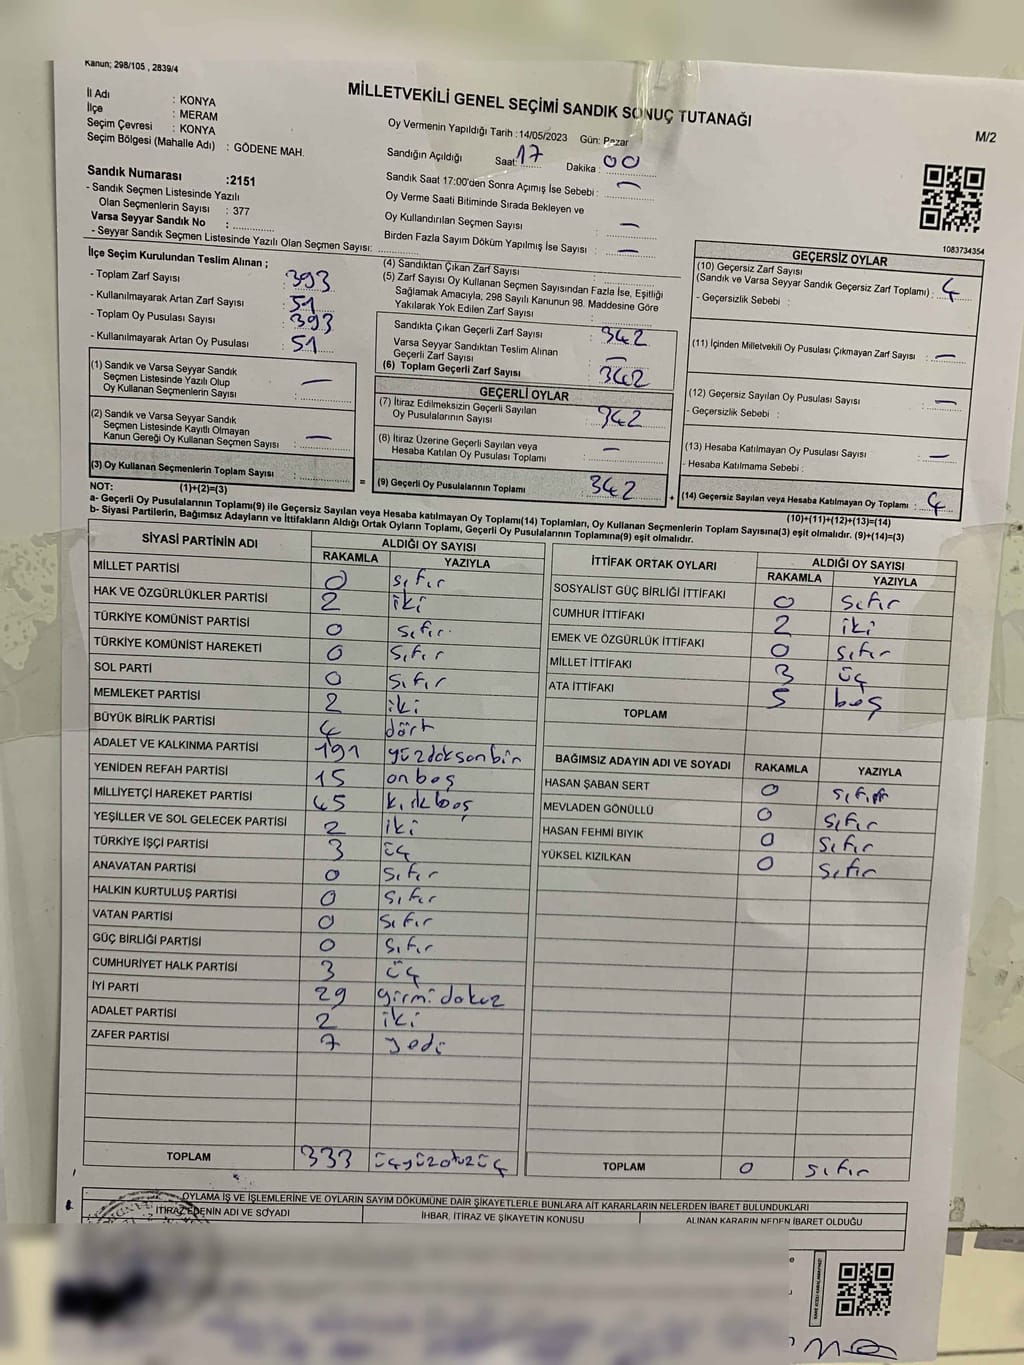 Kanun; 298/105 , 2839/4
MİLLETVEKİLİ GENEL SEÇİMİ SANDIK SONUÇ TUTANAĞI
M/2
İl Adı : KONYA
İlçe : MERAM
Seçim Çevresi : KONYA
Seçim Bölgesi (Mahalle Adı) : GÖDENE MAH.
Sandık Numarası :2151
- Sandık Seçmen Listesinde Yazılı
Olan Seçmenlerin Sayısı : 377
Varsa Seyyar Sandık No :
- Seyyar Sandık Seçmen Listesinde Yazılı Olan Seçmen Sayısı:
Oy Vermenin Yapıldığı Tarih : 14/05/2023 Gün: Pazar
Sandığın Açıldığı Saat: 17 Dakika : 00
Sandık Saat 17:00'den Sonra Açımış İse Sebebi : —
Oy Verme Saati Bitiminde Sırada Bekleyen ve
Oy Kullandırılan Seçmen Sayısı : —
Birden Fazla Sayım Döküm Yapılmış İse Sayısı : —
1083734354
İlçe Seçim Kurulundan Teslim Alınan ;
- Toplam Zarf Sayısı : 393
- Kullanılmayarak Artan Zarf Sayısı : 51
- Toplam Oy Pusulası Sayısı : 393
- Kullanılmayarak Artan Oy Pusulası : 51
(1) Sandık ve Varsa Seyyar Sandık
Seçmen Listesinde Yazılı Olup
Oy Kullanan Seçmenlerin Sayısı : —
(2) Sandık ve Varsa Seyyar Sandık
Seçmen Listesinde Kayıtlı Olmayan
Kanun Gereği Oy Kullanan Seçmen Sayısı : —
(3) Oy Kullanan Seçmenlerin Toplam Sayısı :
(4) Sandıktan Çıkan Zarf Sayısı :
(5) Zarf Sayısı Oy Kullanan Seçmen Sayısından Fazla İse, Eşitliği
Sağlamak Amacıyla, 298 Sayılı Kanunun 98. Maddesine Göre
Yakılarak Yok Edilen Zarf Sayısı :
Sandıkta Çıkan Geçerli Zarf Sayısı : 342
Varsa Seyyar Sandıktan Teslim Alınan
Geçerli Zarf Sayısı : —
(6) Toplam Geçerli Zarf Sayısı : 342
GEÇERLİ OYLAR
(7) İtiraz Edilmeksizin Geçerli Sayılan
Oy Pusulalarının Sayısı : 342
(8) İtiraz Üzerine Geçerli Sayılan veya
Hesaba Katılan Oy Pusulası Toplamı : —
= (9) Geçerli Oy Pusulalarının Toplamı : 342
GEÇERSİZ OYLAR
(10) Geçersiz Zarf Sayısı
(Sandık ve Varsa Seyyar Sandık Geçersiz Zarf Toplamı) : 4
- Geçersizlik Sebebi :
(11) İçinden Milletvekili Oy Pusulası Çıkmayan Zarf Sayısı : —
(12) Geçersiz Sayılan Oy Pusulası Sayısı : —
- Geçersizlik Sebebi :
(13) Hesaba Katılmayan Oy Pusulası Sayısı : —
- Hesaba Katılmama Sebebi :
+ (14) Geçersiz Sayılan veya Hesaba Katılmayan Oy Toplamı : 4
NOT: (1)+(2)=(3)
(10)+(11)+(12)+(13)=(14)
a- Geçerli Oy Pusulalarının Toplamı(9) ile Geçersiz Sayılan veya Hesaba katılmayan Oy Toplamı(14) Toplamları, Oy Kullanan Seçmenlerin Toplam Sayısına(3) eşit olmalıdır. (9)+(14)=(3)
b- Siyasi Partilerin, Bağımsız Adayların ve İttifakların Aldığı Ortak Oyların Toplamı, Geçerli Oy Pusulalarının Toplamına(9) eşit olmalıdır.
SİYASİ PARTİNİN ADI ALDIĞI OY SAYISI
RAKAMLA YAZIYLA
MİLLET PARTİSİ 0 sıfır
HAK VE ÖZGÜRLÜKLER PARTİSİ 2 iki
TÜRKİYE KOMÜNİST PARTİSİ 0 sıfır
TÜRKİYE KOMÜNİST HAREKETİ 0 sıfır
SOL PARTİ 0 sıfır
MEMLEKET PARTİSİ 2 iki
BÜYÜK BİRLİK PARTİSİ 4 dört
ADALET VE KALKINMA PARTİSİ 191 yüzdoksonbir
YENİDEN REFAH PARTİSİ 15 onbeş
MİLLİYETÇİ HAREKET PARTİSİ 45 kırkbeş
YEŞİLLER VE SOL GELECEK PARTİSİ 2 iki
TÜRKİYE İŞÇİ PARTİSİ 3 üç
ANAVATAN PARTİSİ 0 sıfır
HALKIN KURTULUŞ PARTİSİ 0 sıfır
VATAN PARTİSİ 0 sıfır
GÜÇ BİRLİĞİ PARTİSİ 0 sıfır
CUMHURİYET HALK PARTİSİ 3 üç
İYİ PARTİ 29 yirmidokuz
ADALET PARTİSİ 2 iki
ZAFER PARTİSİ 7 yedi
TOPLAM 333 üçyüzotuzüç
İTTİFAK ORTAK OYLARI ALDIĞI OY SAYISI
RAKAMLA YAZIYLA
SOSYALİST GÜÇ BİRLİĞİ İTTİFAKI 0 sıfır
CUMHUR İTTİFAKI 2 iki
EMEK VE ÖZGÜRLÜK İTTİFAKI 0 sıfır
MİLLET İTTİFAKI 3 üç
ATA İTTİFAKI 5 beş
TOPLAM
BAĞIMSIZ ADAYIN ADI VE SOYADI RAKAMLA YAZIYLA
HASAN ŞABAN SERT 0 sıfır
MEVLADEN GÖNÜLLÜ 0 sıfır
HASAN FEHMİ BIYIK 0 sıfır
YÜKSEL KIZILKAN 0 sıfır
TOPLAM 0 sıfır
OYLAMA İŞ VE İŞLEMLERİNE VE OYLARIN SAYIM DÖKÜMÜNE DAİR ŞİKAYETLERLE BUNLARA AİT KARARLARIN NELERDEN İBARET BULUNDUKLARI
İTİRAZ EDENİN ADI VE SOYADI İHBAR, İTİRAZ VE ŞİKAYETİN KONUSU ALINAN KARARIN NEDEN İBARET OLDUĞU